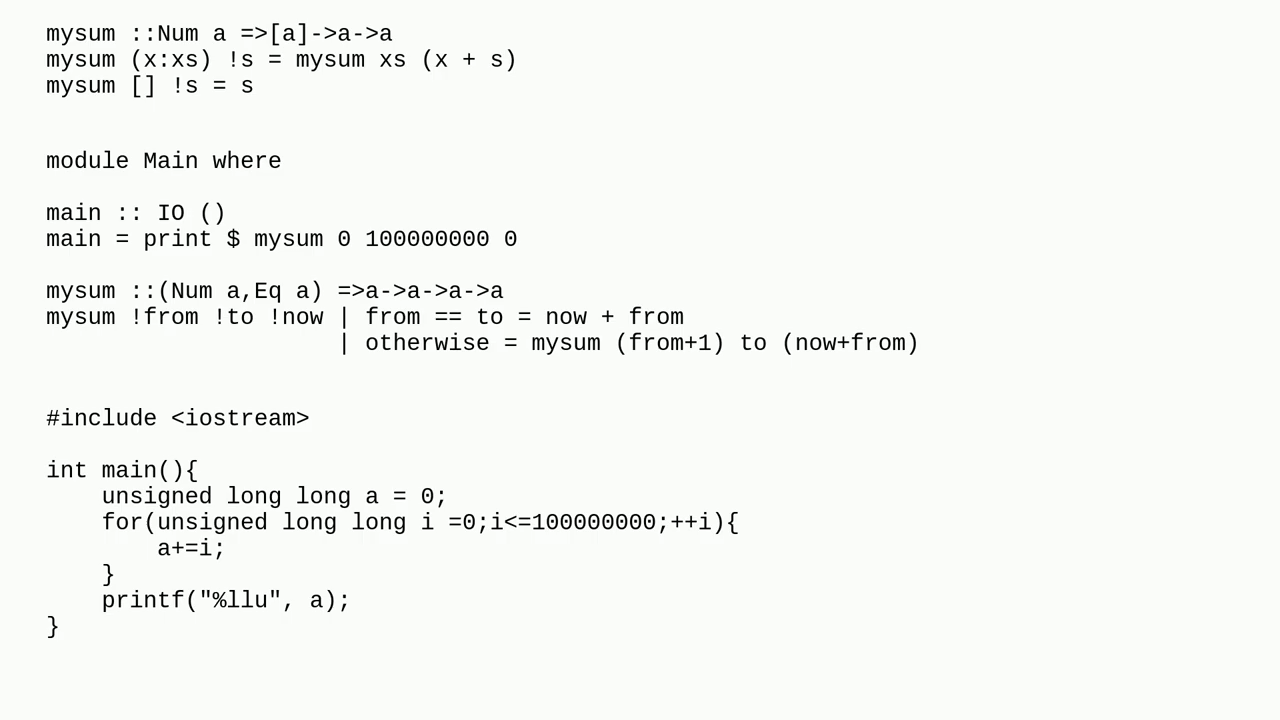 mysum ::Num a =>[a]->a->a
mysum (x:xs) !s = mysum xs (x + s)
mysum [] !s = s
module Main where
main :: IO ()
main = print $ mysum 0 100000000 0
mysum ::(Num a,Eq a) =>a->a->a->a
mysum !from !to !now | from == to = now + from
                     | otherwise = mysum (from+1) to (now+from)
#include <iostream>
int main(){
    unsigned long long a = 0;
    for(unsigned long long i =0;i<=100000000;++i){
        a+=i;
    }
    printf("%llu", a);
}